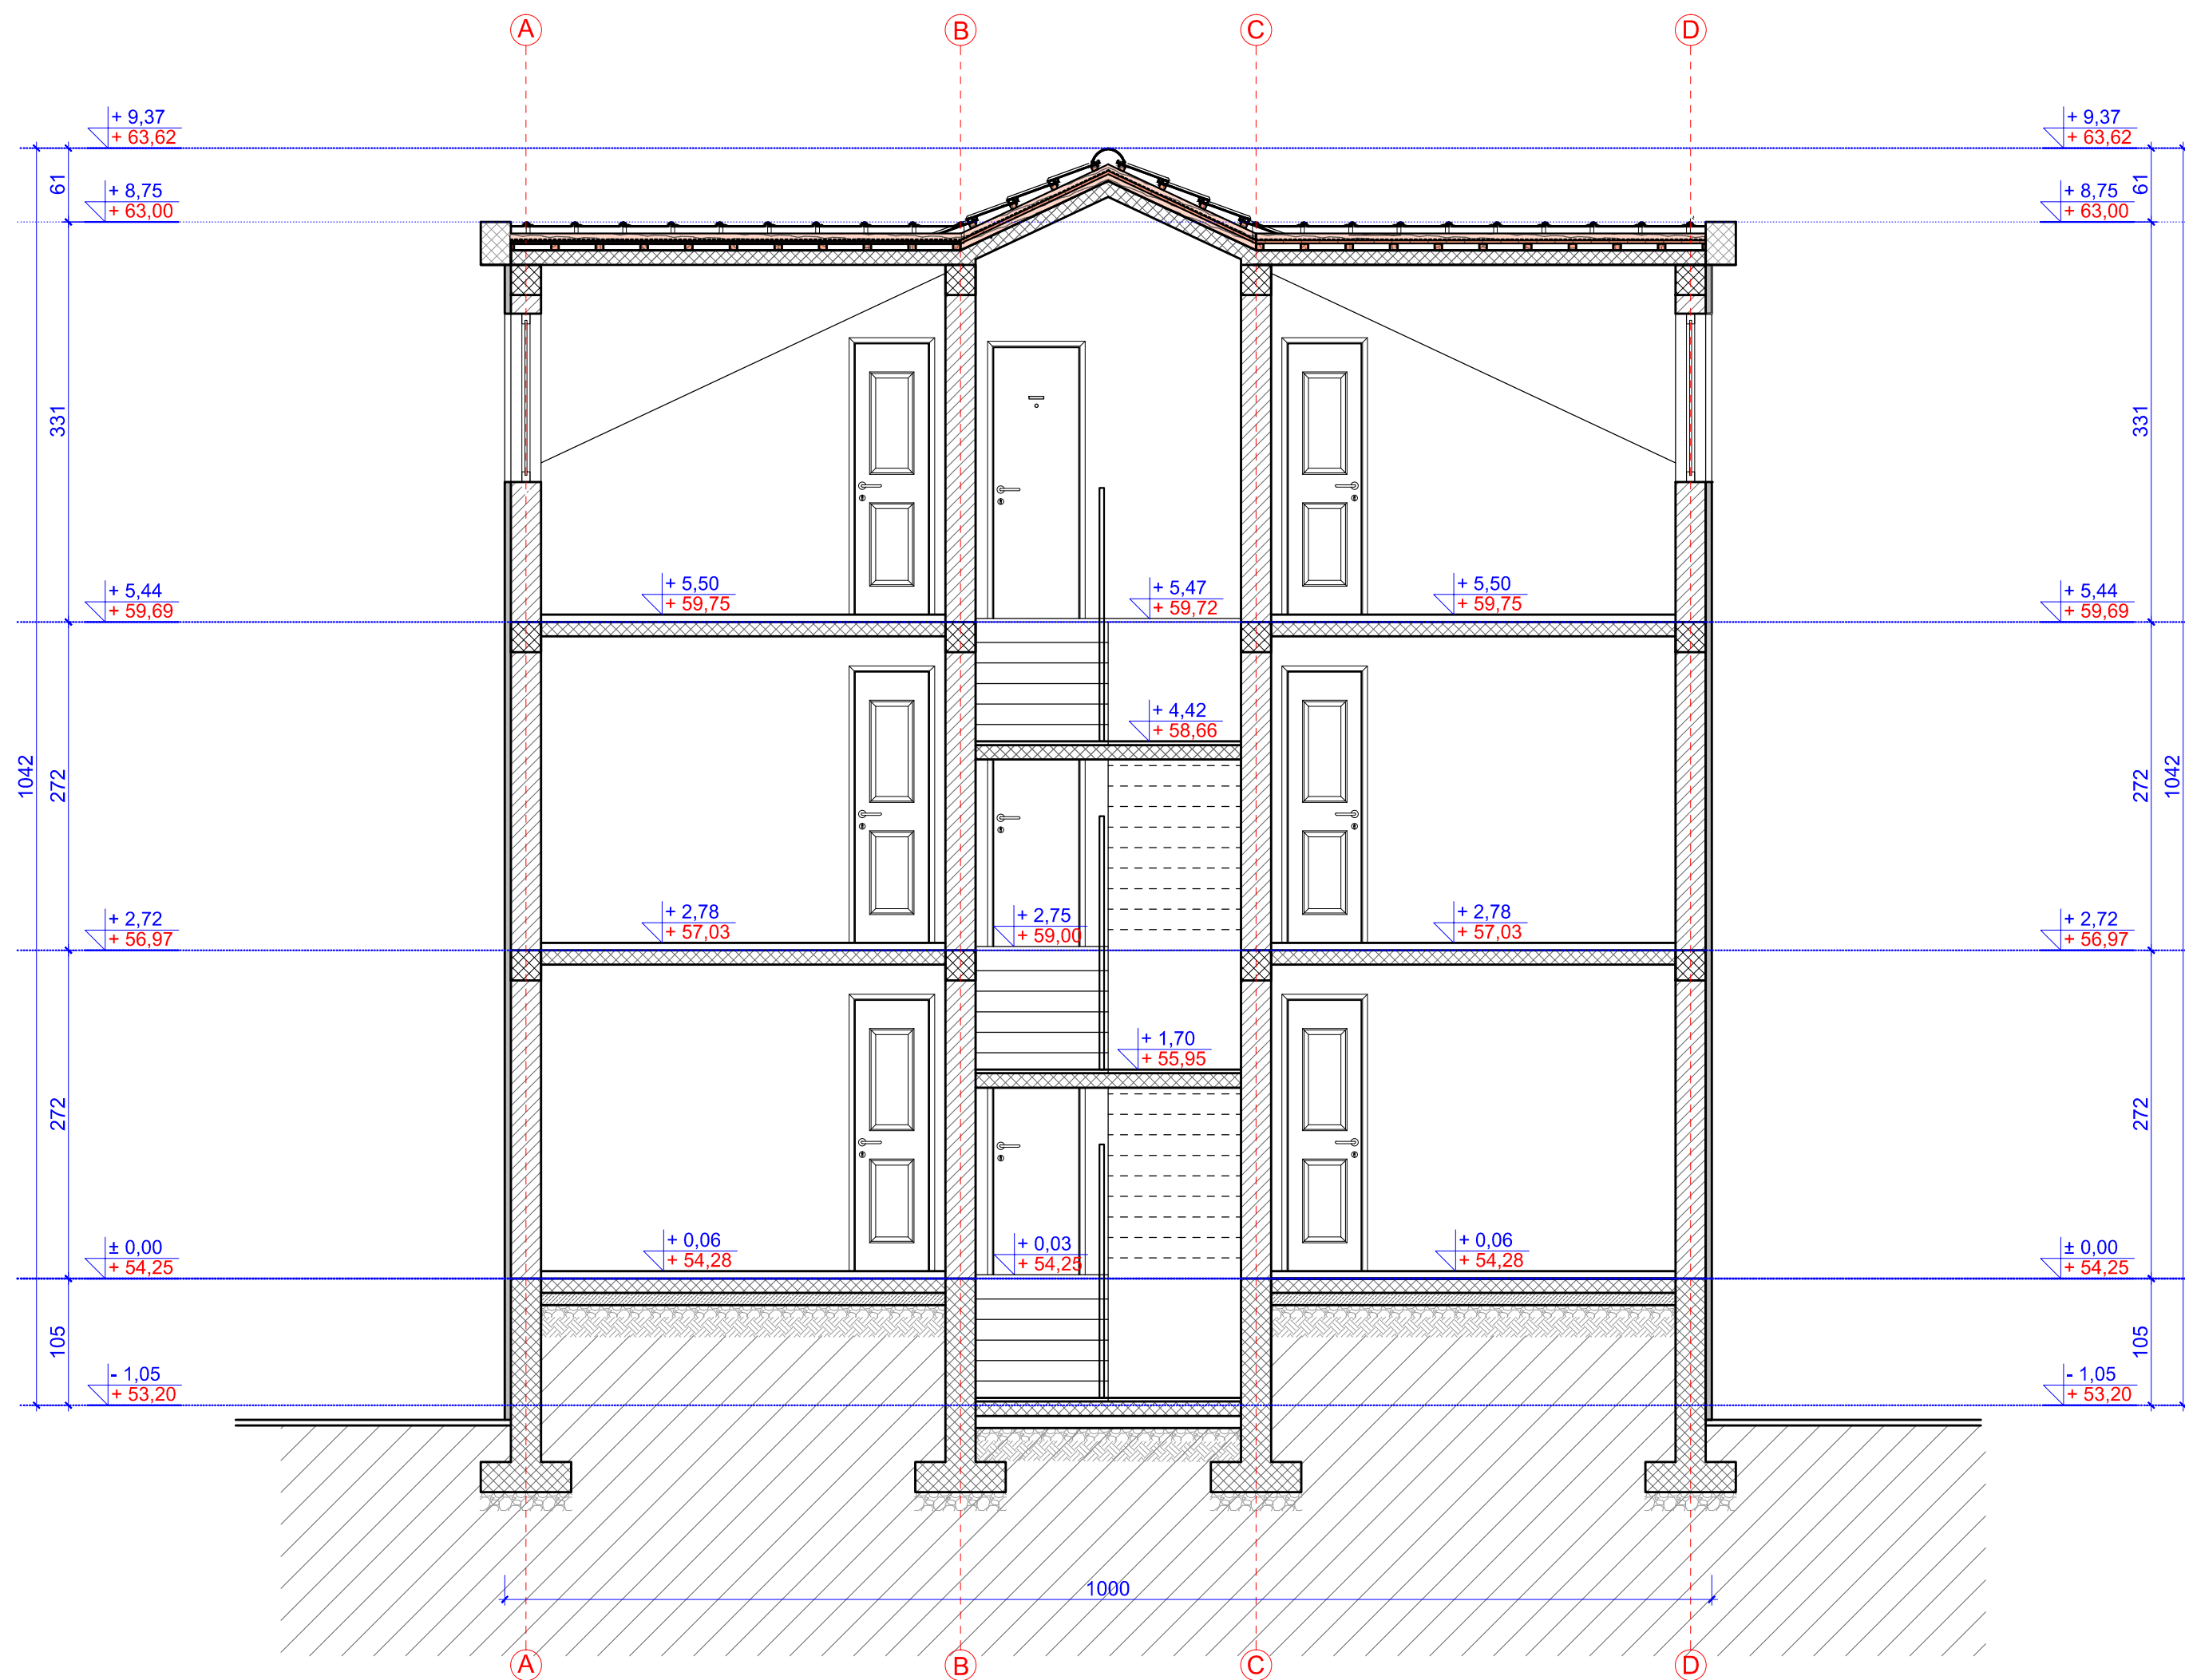 A B C D
+ 9,37 + 9,37
+ 63,62 + 63,62
61 61
+ 8,75 + 8,75
+ 63,00 + 63,00
331 331
+ 5,44 + 5,50 + 5,47 + 5,50 + 5,44
+ 59,69 + 59,75 + 59,72 + 59,75 + 59,69
+ 4,42
+ 58,66
1042 272 272 1042
+ 2,72 + 2,78 + 2,75 + 2,78 + 2,72
+ 56,97 + 57,03 + 59,00 + 57,03 + 56,97
+ 1,70
+ 55,95
272 272
± 0,00 + 0,06 + 0,03 + 0,06 ± 0,00
+ 54,25 + 54,28 + 54,25 + 54,28 + 54,25
105 105
- 1,05 - 1,05
+ 53,20 + 53,20
1000
A B C D